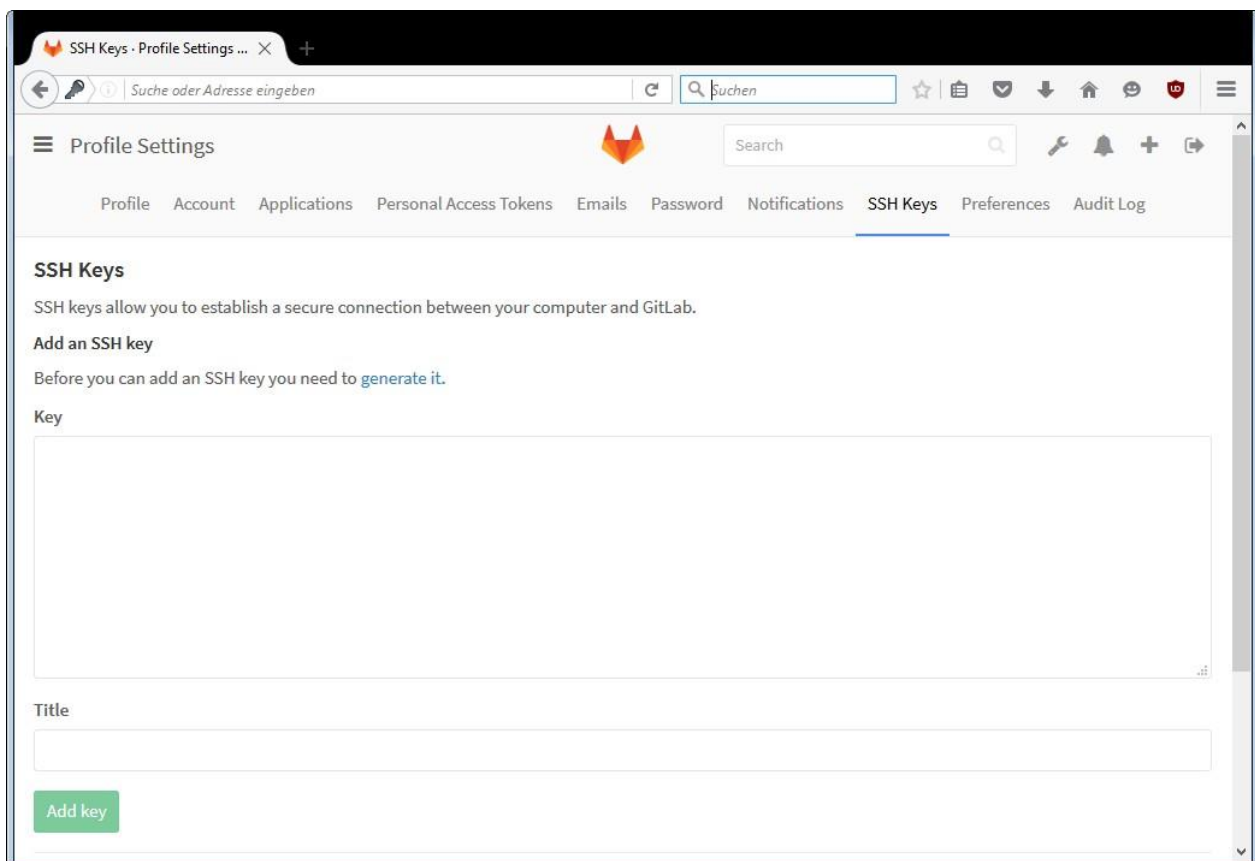 SSH Keys · Profile Settings ...
Suche oder Adresse eingeben
Suchen
Profile Settings
Search
Profile Account Applications Personal Access Tokens Emails Password Notifications SSH Keys Preferences Audit Log
SSH Keys
SSH keys allow you to establish a secure connection between your computer and GitLab.
Add an SSH key
Before you can add an SSH key you need to generate it.
Key
Title
Add key